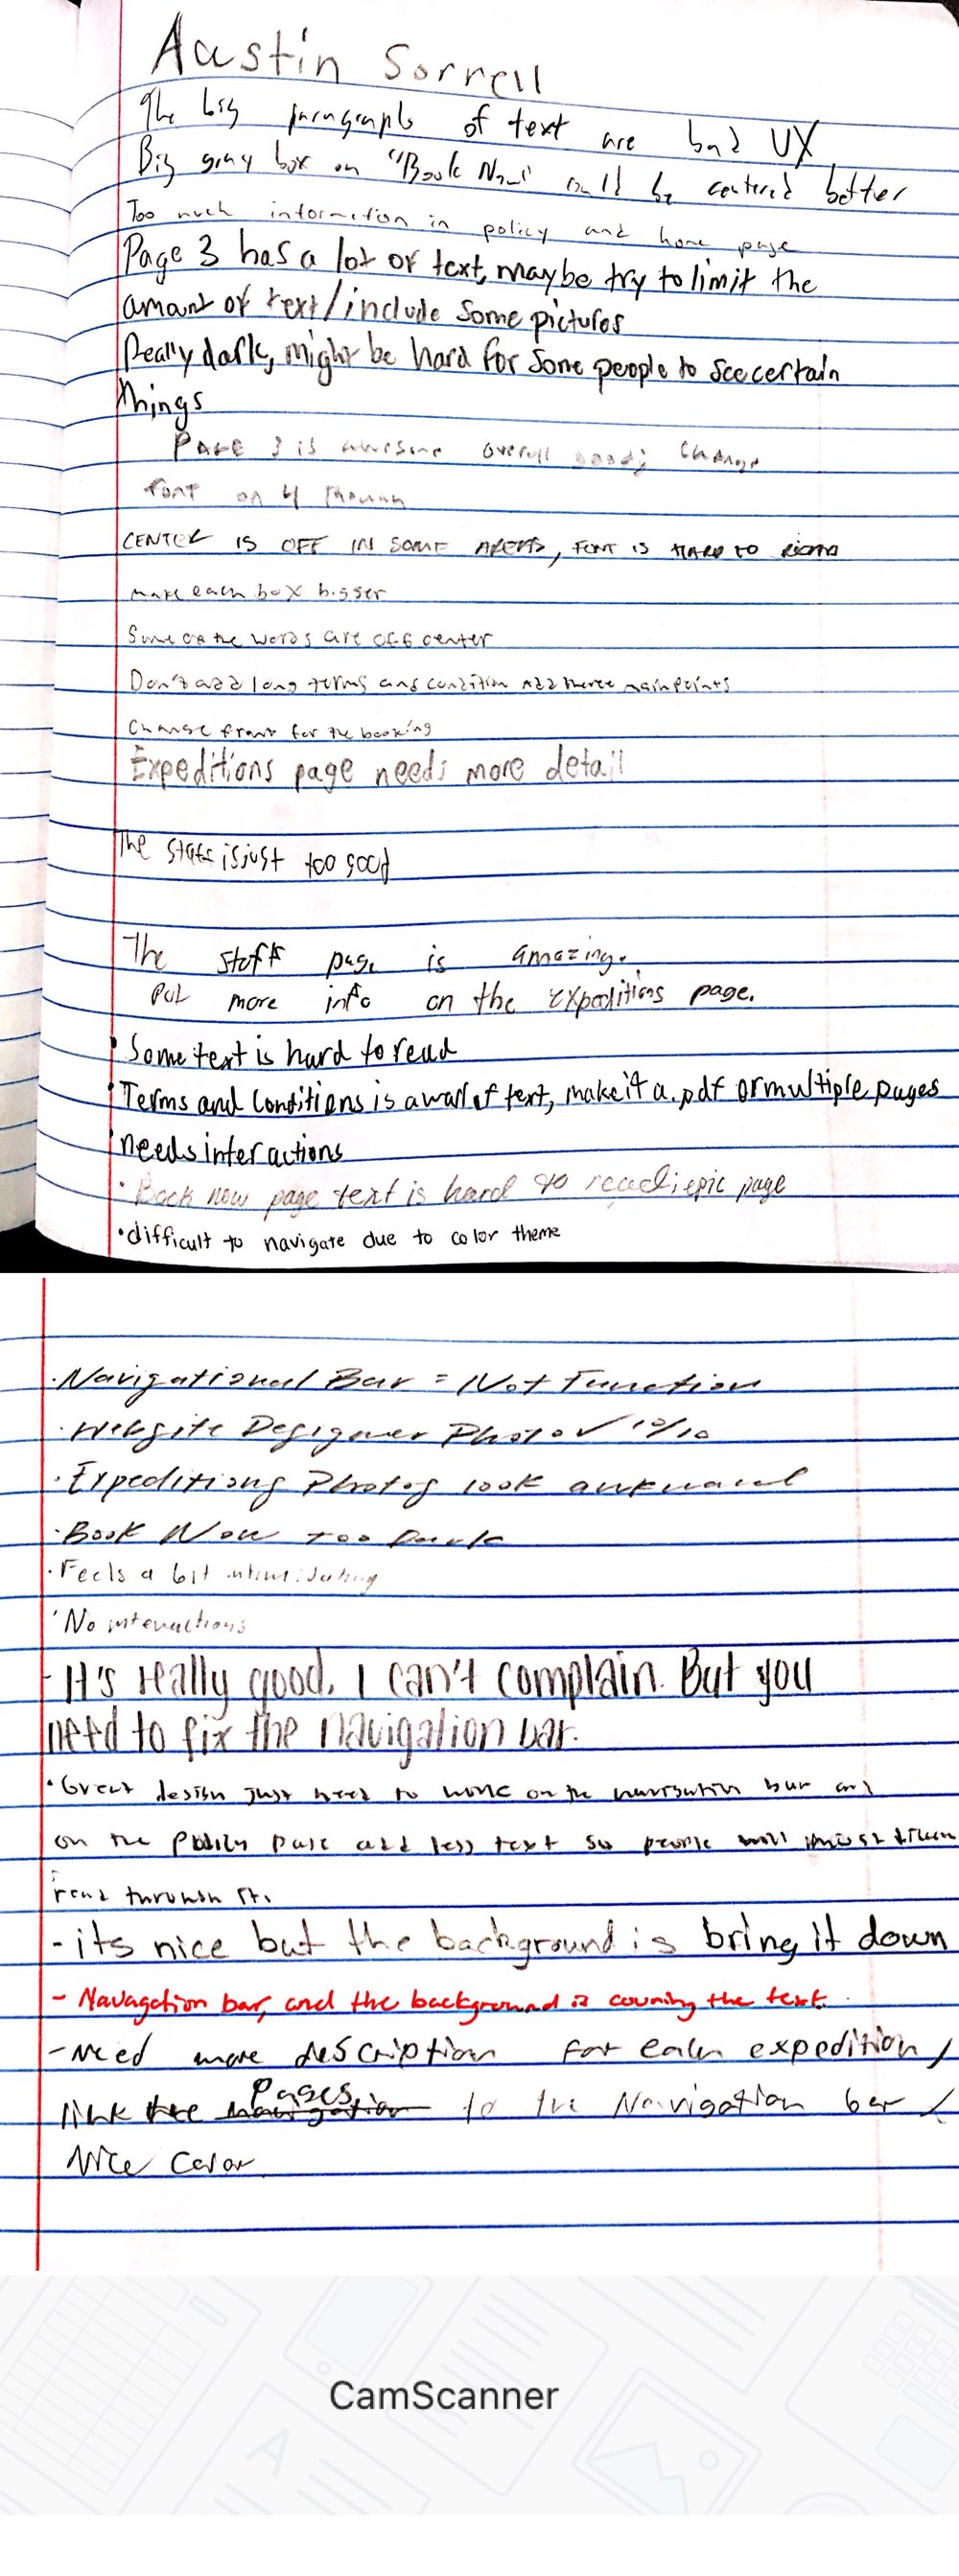 Austin Sorrell
The big paragraphs of text are bad UX
Big gray box on "Book Now" could be centered better
Too much information in policy and home page
Page 3 has a lot of text, maybe try to limit the
amount of text/include some pictures
Really dark, might be hard for some people to see certain
things
Page 3 is awesome overall good; change
font on 4 though
CENTER IS OFF IN SOME AREAS, FONT IS HARD TO
make each box bigger
Some of the words are off center
Don't add long terms and condition Add main points
Change front for the booking
Expeditions page needs more detail
The staff is just too good
The staff page is amazing.
Put more info on the expeditions page.
• Some text is hard to read
• Terms and Conditions is a wall of text, make it a .pdf or multiple pages
• needs interactions
• Book now page text is hard to read; epic page
• difficult to navigate due to color theme
• Navigational Bar = Not Function
• Website Designer Photo ✓ 10/10
• Expeditions Photos look awkward
• Book Now too Dark
• Feels a bit intimidating
• No interactions
- It's really good. I can't complain. But you
need to fix the navigation bar.
• Great design just need to work on the navigation bar and
on the Policy page add less text so people will
read through it.
- its nice but the background is bring it down
- Navagation bar, and the background is the text.
- Need more description for each expedition /
link Pages to the Navigation bar /
Nice Color
CamScanner